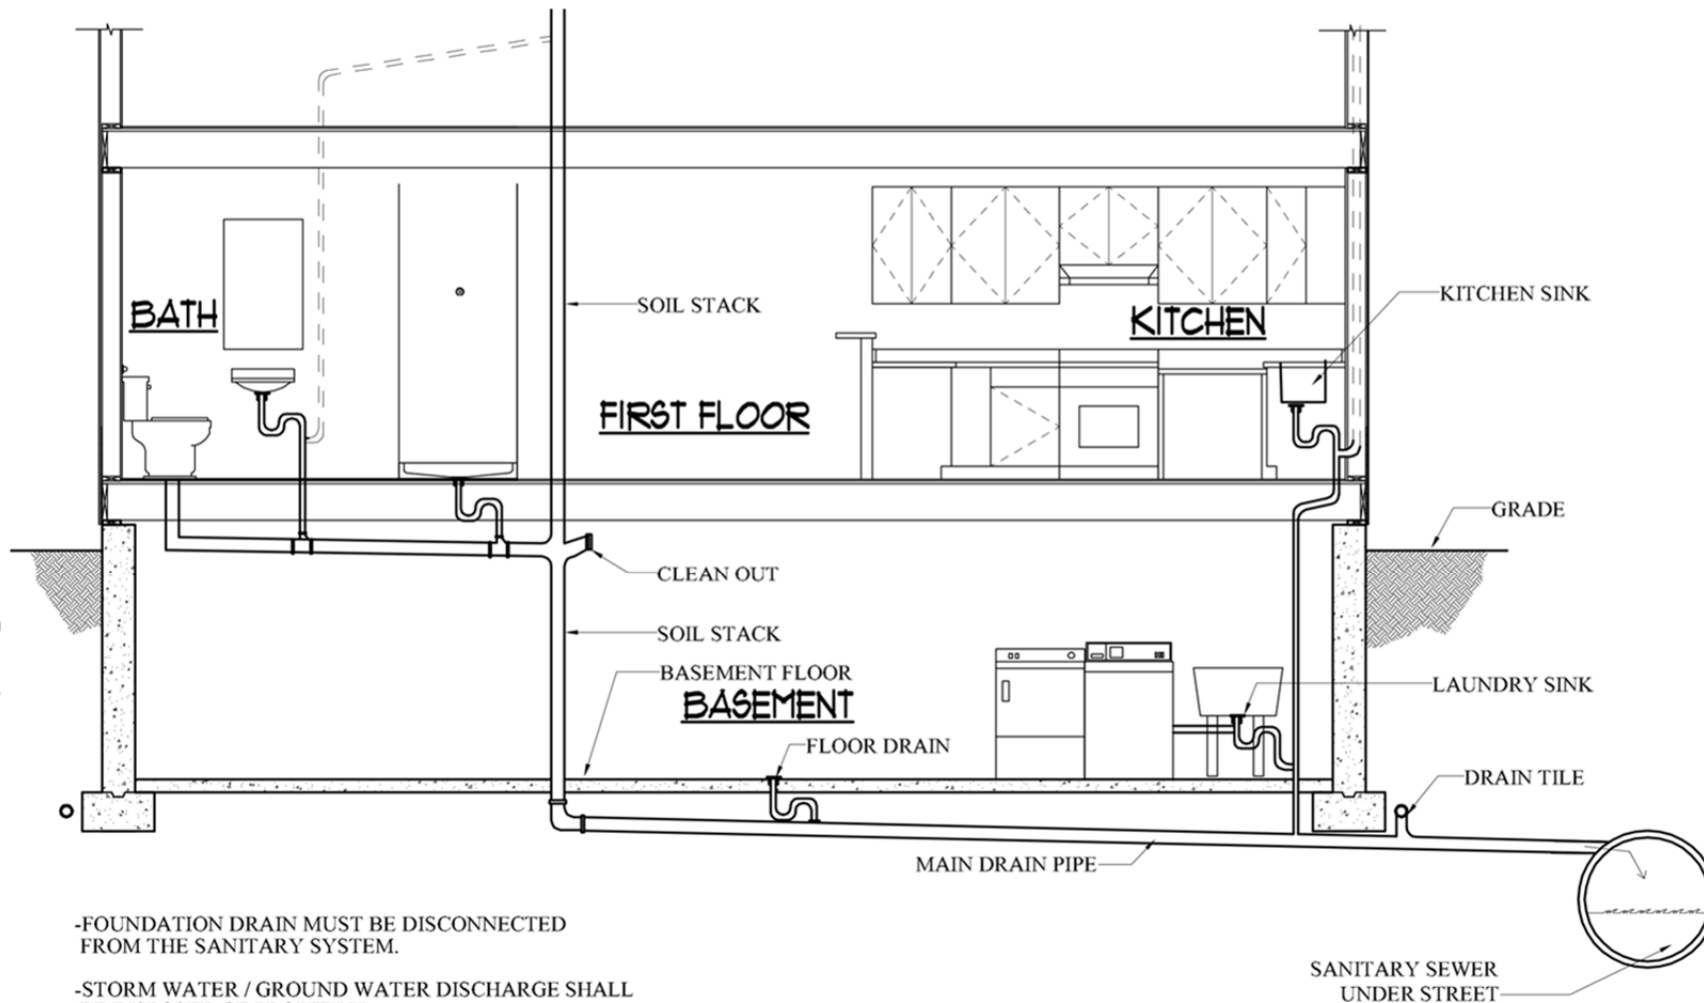 SOIL STACK
KITCHEN SINK
BATH
KITCHEN
FIRST FLOOR
GRADE
CLEAN OUT
SOIL STACK
BASEMENT FLOOR
LAUNDRY SINK
BASEMENT
FLOOR DRAIN
DRAIN TILE
MAIN DRAIN PIPE
-FOUNDATION DRAIN MUST BE DISCONNECTED
FROM THE SANITARY SYSTEM.
-STORM WATER / GROUND WATER DISCHARGE SHALL
SANITARY SEWER
UNDER STREET